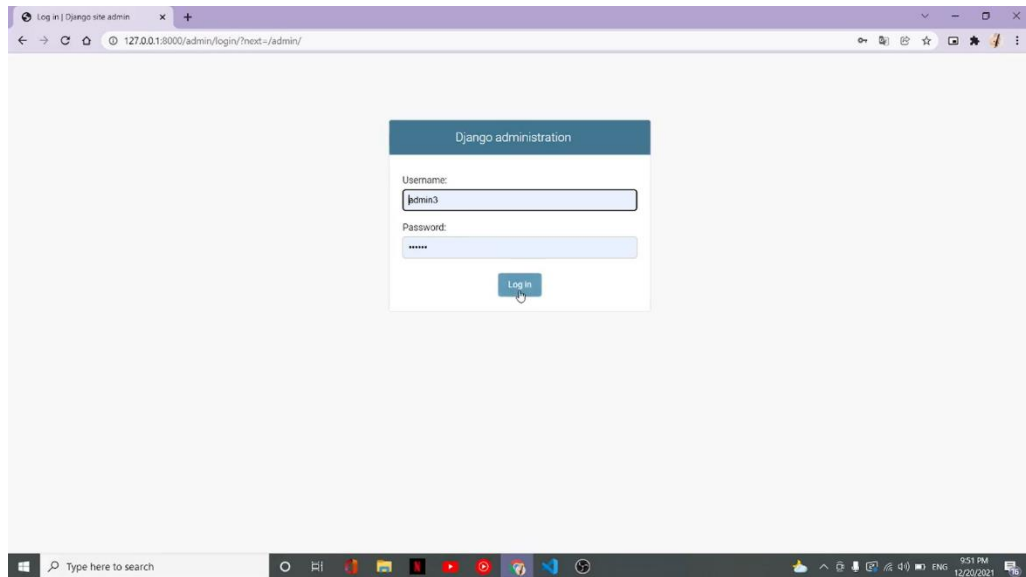 Log in | Django site admin
127.0.0.1:8000/admin/login/?next=/admin/
Django administration
Username:
admin3
Password:
••••••
Log in
Type here to search
ENG
9:51 PM
12/20/2021